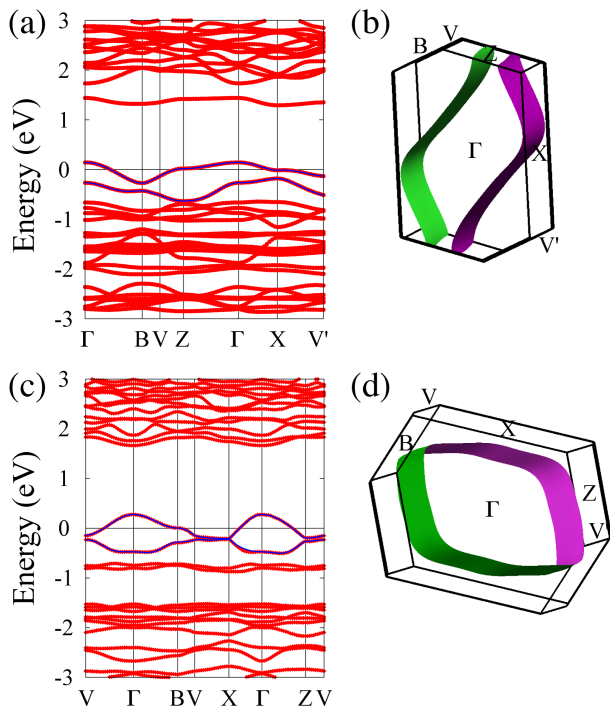 (a)
Energy (eV)
3
2
1
0
-1
-2
-3
Γ B V Z Γ X V'
(b)
V
B
Z
Γ
X
V'
(c)
Energy (eV)
3
2
1
0
-1
-2
-3
V Γ B V X Γ Z V
(d)
V
X
B
Z
Γ
V'